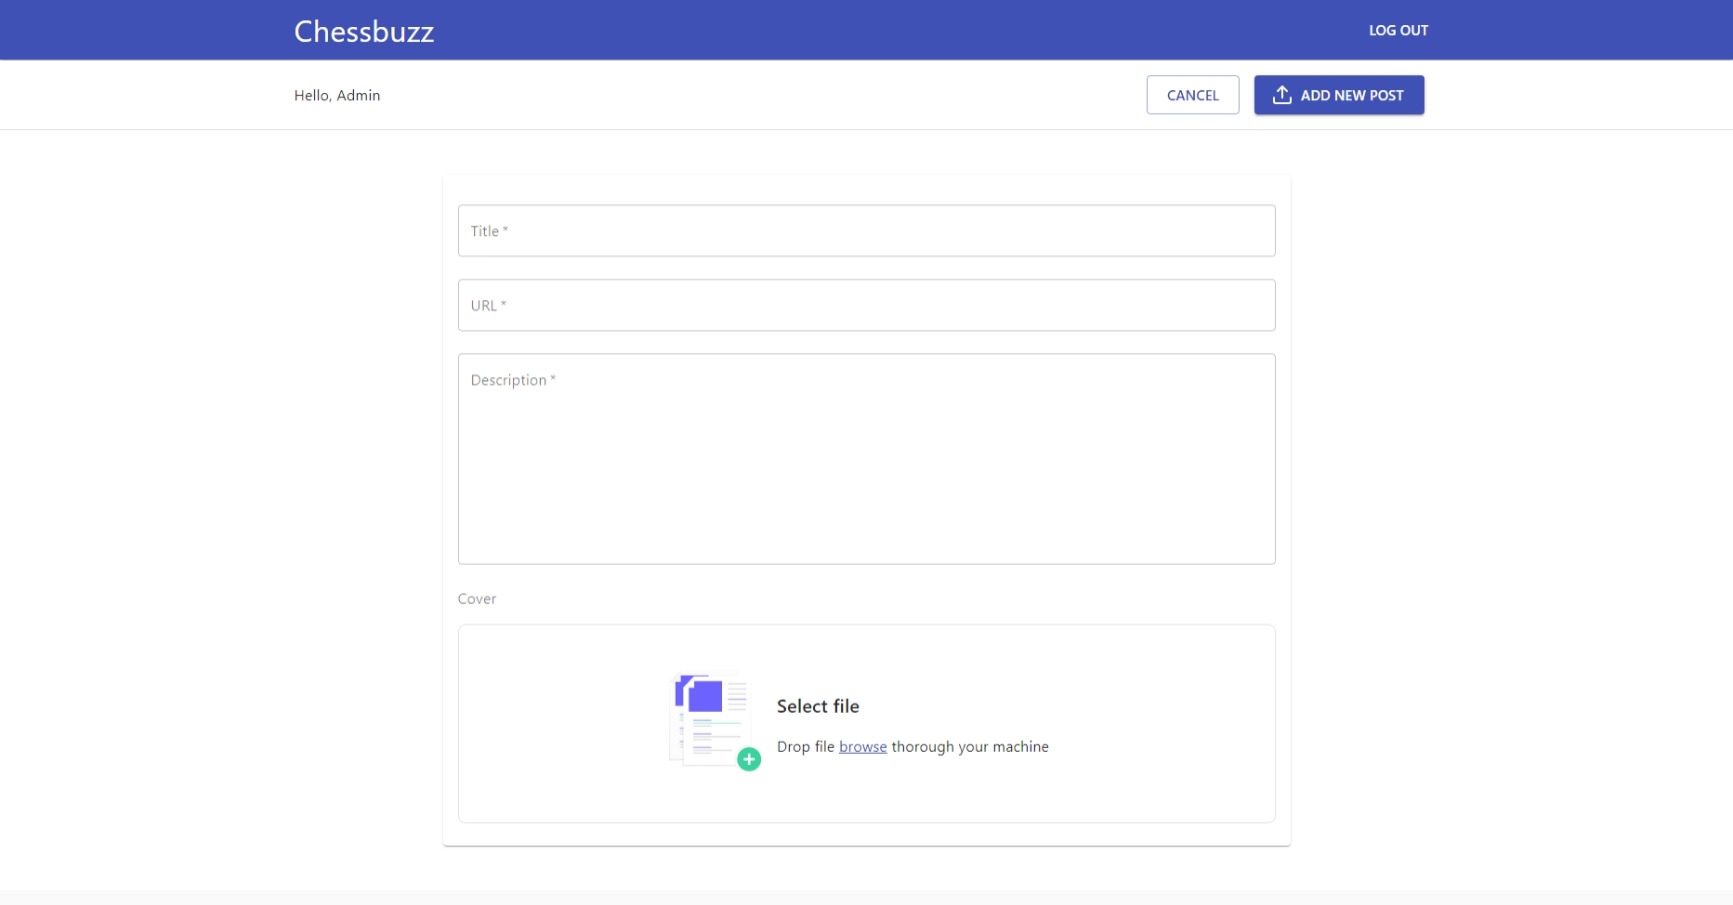 Chessbuzz
LOG OUT
Hello, Admin
CANCEL
ADD NEW POST
Title *
URL *
Description *
Cover
Select file
Drop file browse thorough your machine